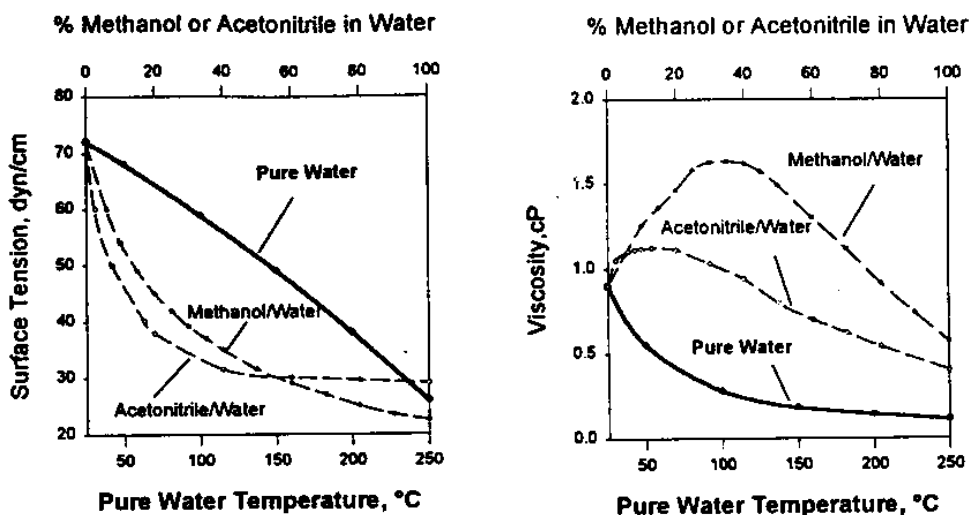 % Methanol or Acetonitrile in Water
0 20 40 60 80 100
80
70
60
50
40
30
20
Surface Tension, dyn/cm
Pure Water
Methanol/Water
Acetonitrile/Water
50 100 150 200 250
Pure Water Temperature, °C
% Methanol or Acetonitrile in Water
0 20 40 60 80 100
2.0
1.5
1.0
0.5
0.0
Viscosity,cP
Methanol/Water
Acetonitrile/Water
Pure Water
50 100 150 200 250
Pure Water Temperature, °C